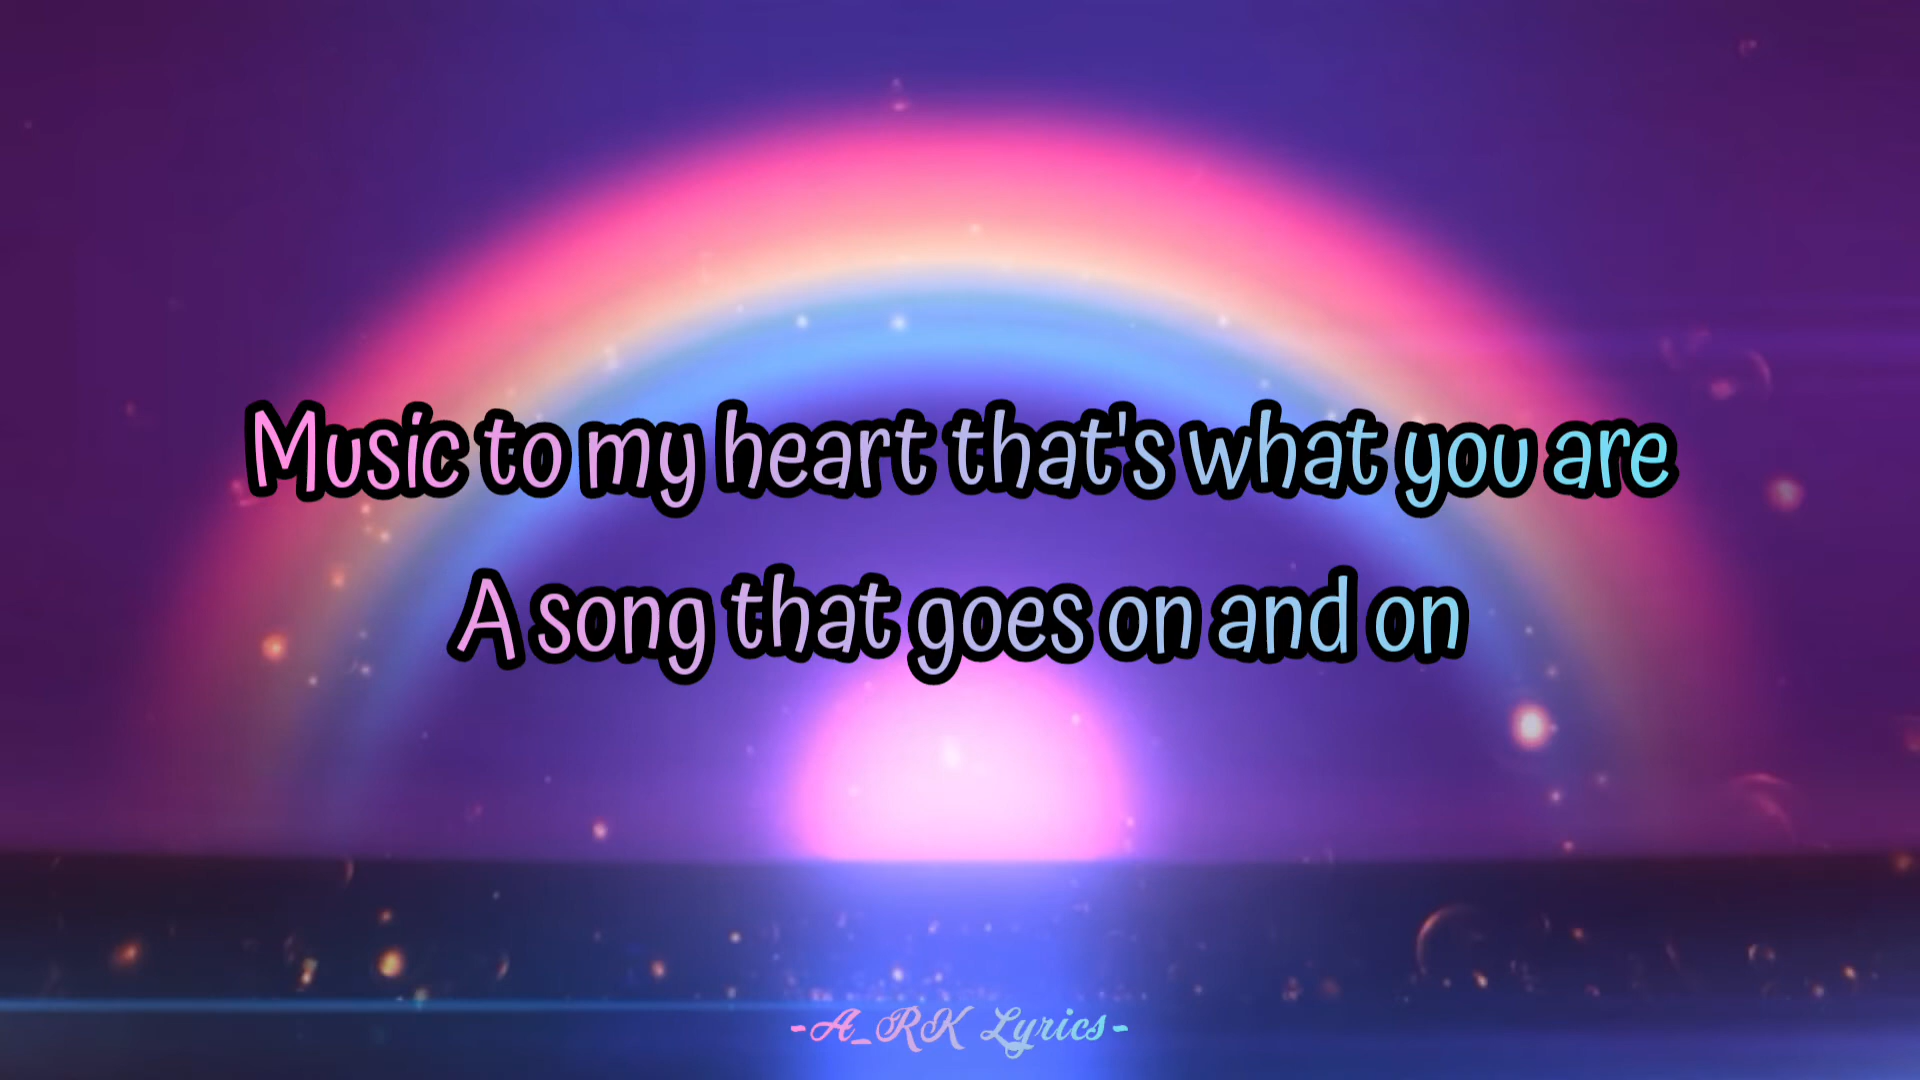 Music to my heart that's what you are
A song that goes on and on
-A_RK Lyrics-